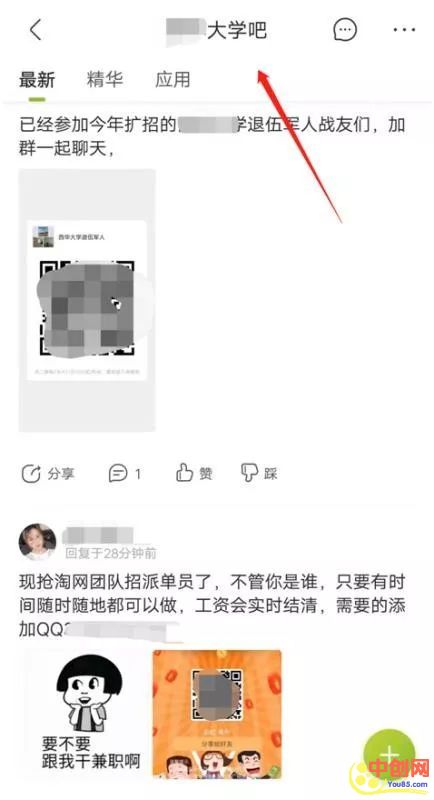 大学吧
最新 精华 应用
已经参加今年扩招的 学退伍军人战友们，加
群一起聊天，
西华大学退伍军人
分享 1 赞 踩
回复于28分钟前
现抢淘网团队招派单员了，不管你是谁，只要有时
间随时随地都可以做，工资会实时结清，需要的添
加QQ
要不要
跟我干兼职啊
分享给好友
中创网
You85.com